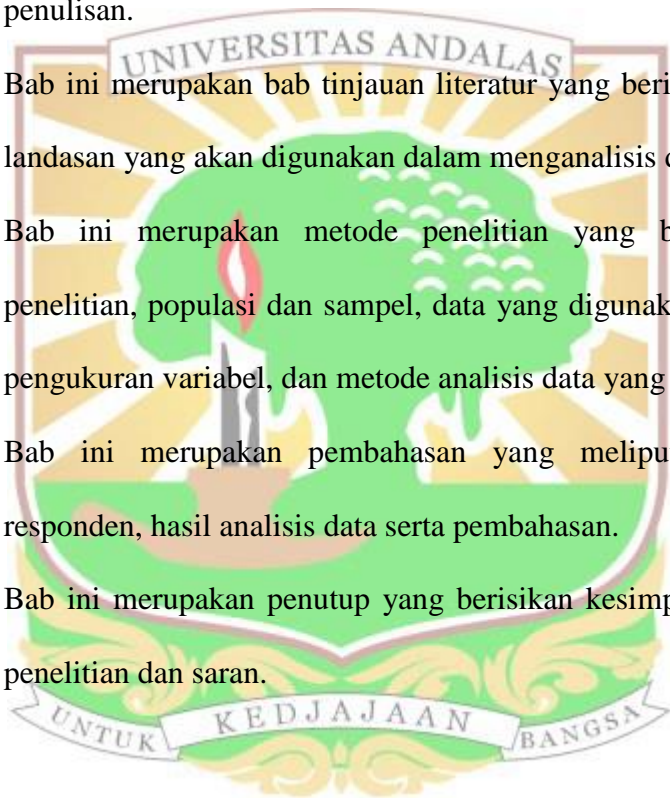 penulisan.
UNIVERSITAS ANDALAS
Bab ini merupakan bab tinjauan literatur yang beri
landasan yang akan digunakan dalam menganalisis
Bab ini merupakan metode penelitian yang
penelitian, populasi dan sampel, data yang digunak
pengukuran variabel, dan metode analisis data yang
Bab ini merupakan pembahasan yang melipu
responden, hasil analisis data serta pembahasan.
Bab ini merupakan penutup yang berisikan kesimp
penelitian dan saran.
UNTUK KEDJAJAAN BANGSA